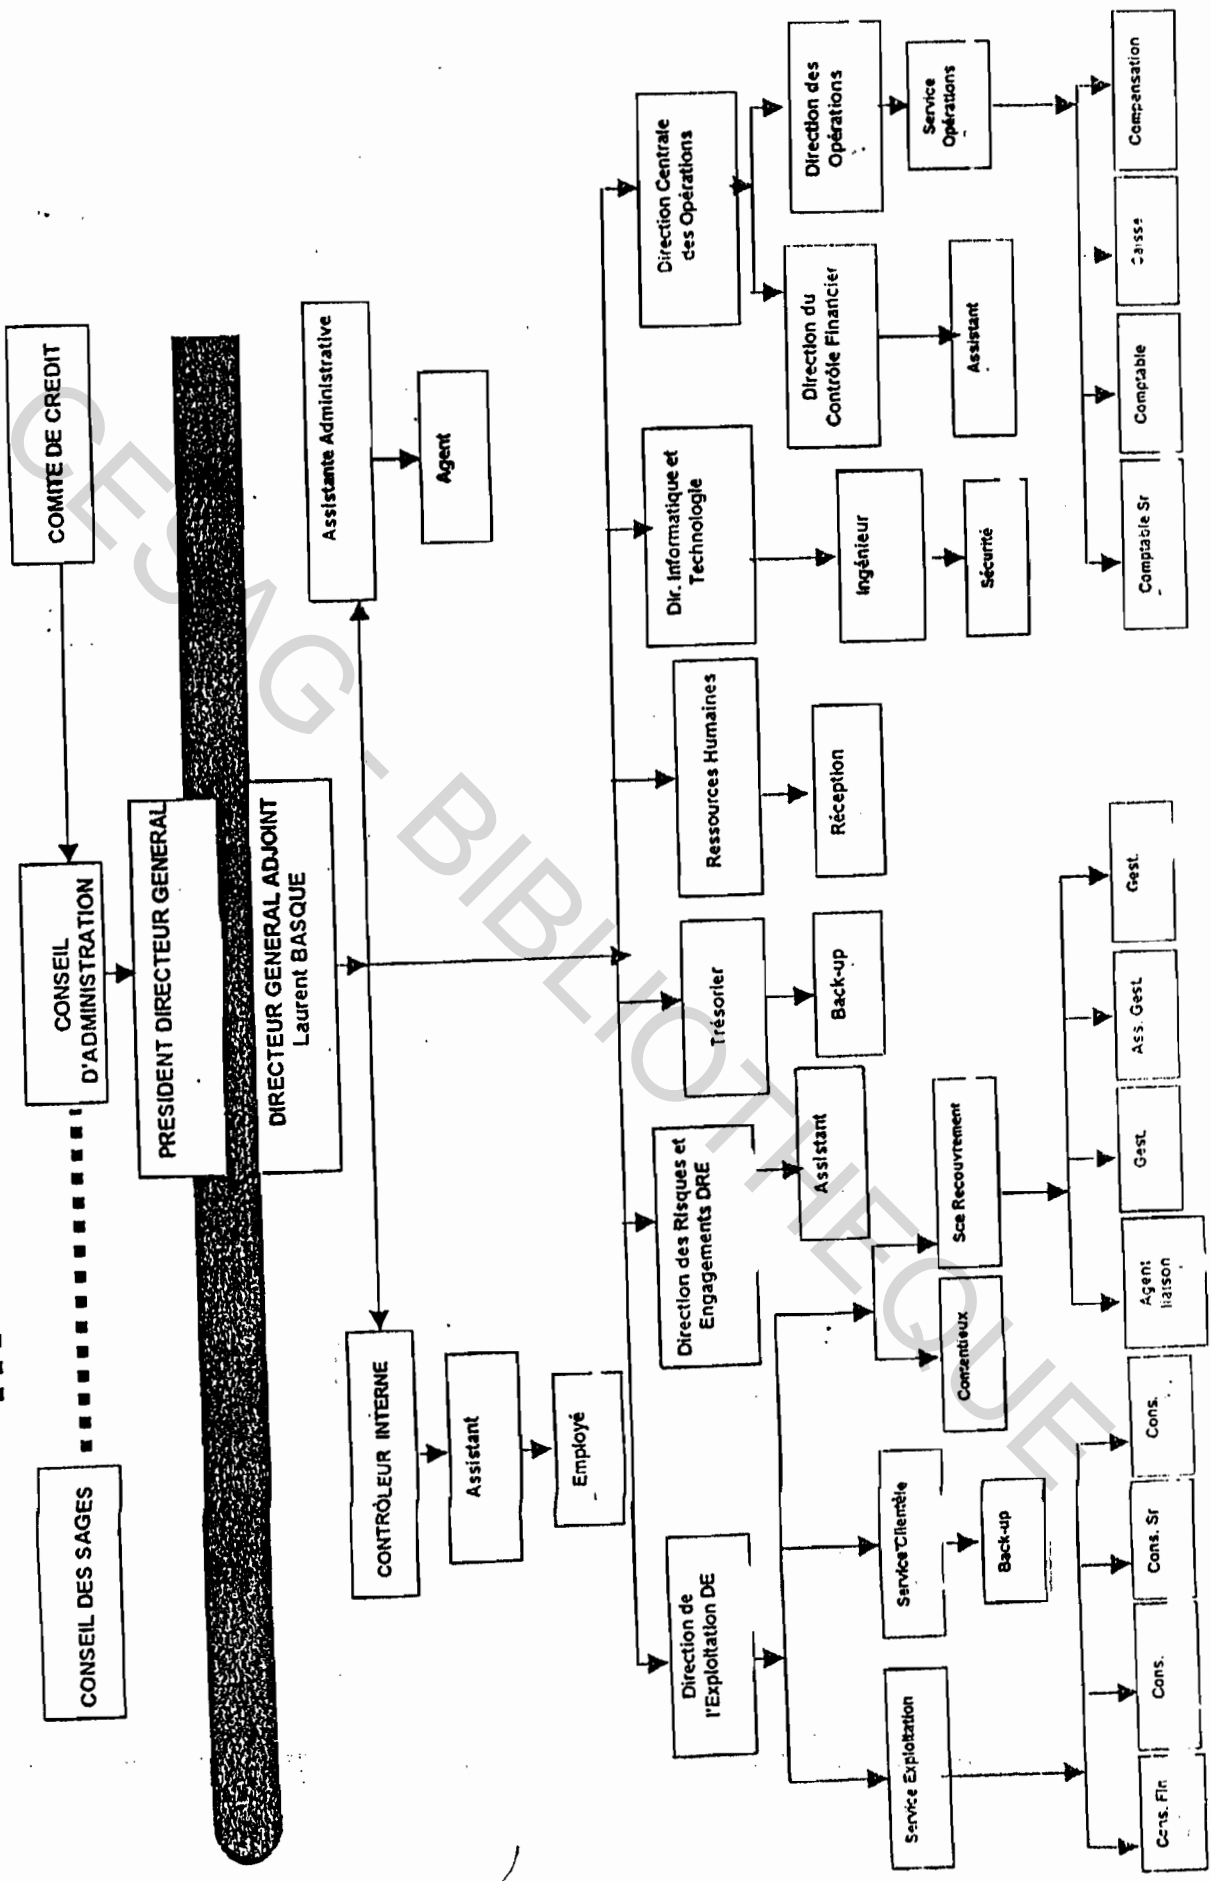 COMITE DE CREDIT
CONSEIL
D'ADMINISTRATION
CONSEIL DES SAGES
PRESIDENT DIRECTEUR GENERAL
DIRECTEUR GENERAL ADJOINT
Laurent BASQUE
CONTRÔLEUR INTERNE
Assistant
Employé
Assistante Administrative
Agent
Direction de
l'Exploitation DE
Direction des Risques et
Engagements DRE
Trésorier
Ressources Humaines
Dir. Informatique et
Technologie
Direction Centrale
des Opérations
Assistant
Back-up
Réception
Ingénieur
Sécurité
Direction du
Contrôle Financier
Assistant
Direction des
Opérations
Service
Opérations
Service Exploitation
Service Clientèle
Back-up
Contentieux
Sce Recouvrement
Cons. Fin
Cons.
Cons. Sr
Cons.
Agent
liaison
Gest.
Ass. Gest.
Gest.
Comptable Sr
Comptable
Caisse
Compensation
CESAG - BIBLIOTHEQUE